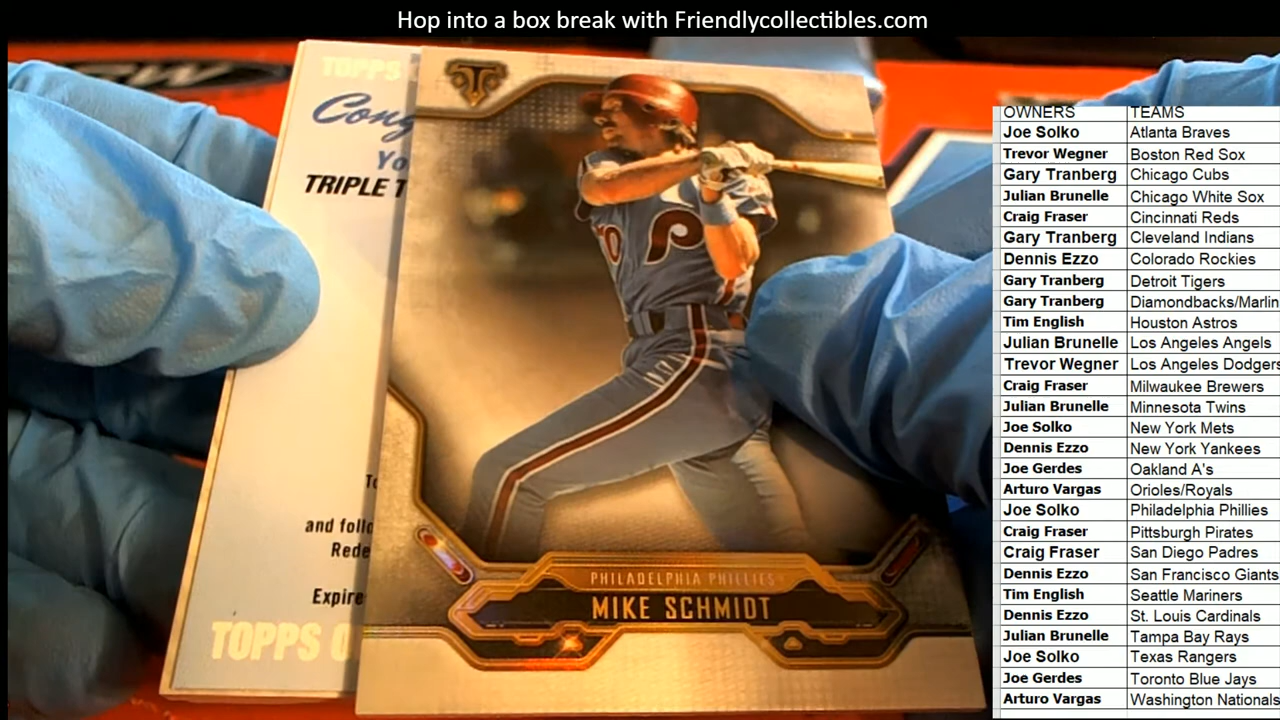 Hop into a box break with Friendlycollectibles.com
TOPPS
Cong
Yo
TRIPLE T
To
and follo
Rede
Expire
TOPPS O
PHILADELPHIA PHILLIES
MIKE SCHMIDT
OWNERS TEAMS
Joe Solko Atlanta Braves
Trevor Wegner Boston Red Sox
Gary Tranberg Chicago Cubs
Julian Brunelle Chicago White Sox
Craig Fraser Cincinnati Reds
Gary Tranberg Cleveland Indians
Dennis Ezzo Colorado Rockies
Gary Tranberg Detroit Tigers
Gary Tranberg Diamondbacks/Marlin
Tim English Houston Astros
Julian Brunelle Los Angeles Angels
Trevor Wegner Los Angeles Dodgers
Craig Fraser Milwaukee Brewers
Julian Brunelle Minnesota Twins
Joe Solko New York Mets
Dennis Ezzo New York Yankees
Joe Gerdes Oakland A's
Arturo Vargas Orioles/Royals
Joe Solko Philadelphia Phillies
Craig Fraser Pittsburgh Pirates
Craig Fraser San Diego Padres
Dennis Ezzo San Francisco Giants
Tim English Seattle Mariners
Dennis Ezzo St. Louis Cardinals
Julian Brunelle Tampa Bay Rays
Joe Solko Texas Rangers
Joe Gerdes Toronto Blue Jays
Arturo Vargas Washington Nationals